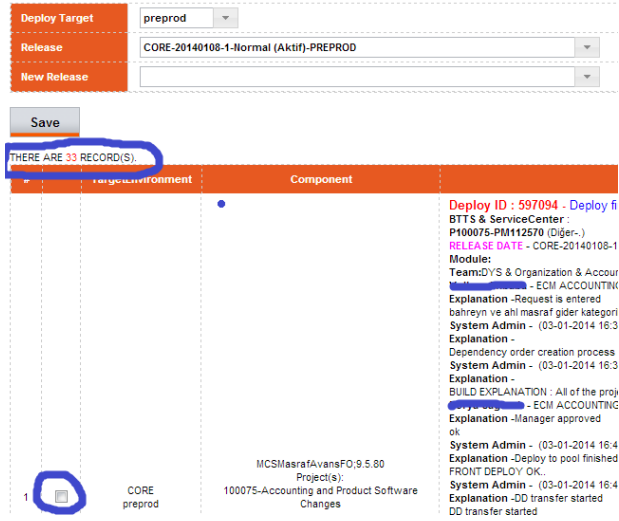 Deploy Target
preprod
Release
CORE-20140108-1-Normal (Aktif)-PREPROD
New Release
Save
THERE ARE 33 RECORD(S).
# TargetEnvironment Component
Deploy ID : 597094 - Deploy fi
BTTS & ServiceCenter :
P100075-PM112570 (Diğer-.)
RELEASE DATE - CORE-20140108-1
Module:
Team:DYS & Organization & Accoun
- ECM ACCOUNTING
Explanation -Request is entered
bahreyn ve ahl masraf gider kategori
System Admin - (03-01-2014 16:3
Explanation -
Dependency order creation process
System Admin - (03-01-2014 16:3
Explanation -
BUILD EXPLANATION : All of the proje
- ECM ACCOUNTING
Explanation -Manager approved
ok
System Admin - (03-01-2014 16:4
Explanation -Deploy to pool finished
FRONT DEPLOY OK..
System Admin - (03-01-2014 16:4
Explanation -DD transfer started
DD transfer started
1
CORE
preprod
MCSMasrafAvansFO;9.5.80
Project(s):
100075-Accounting and Product Software
Changes